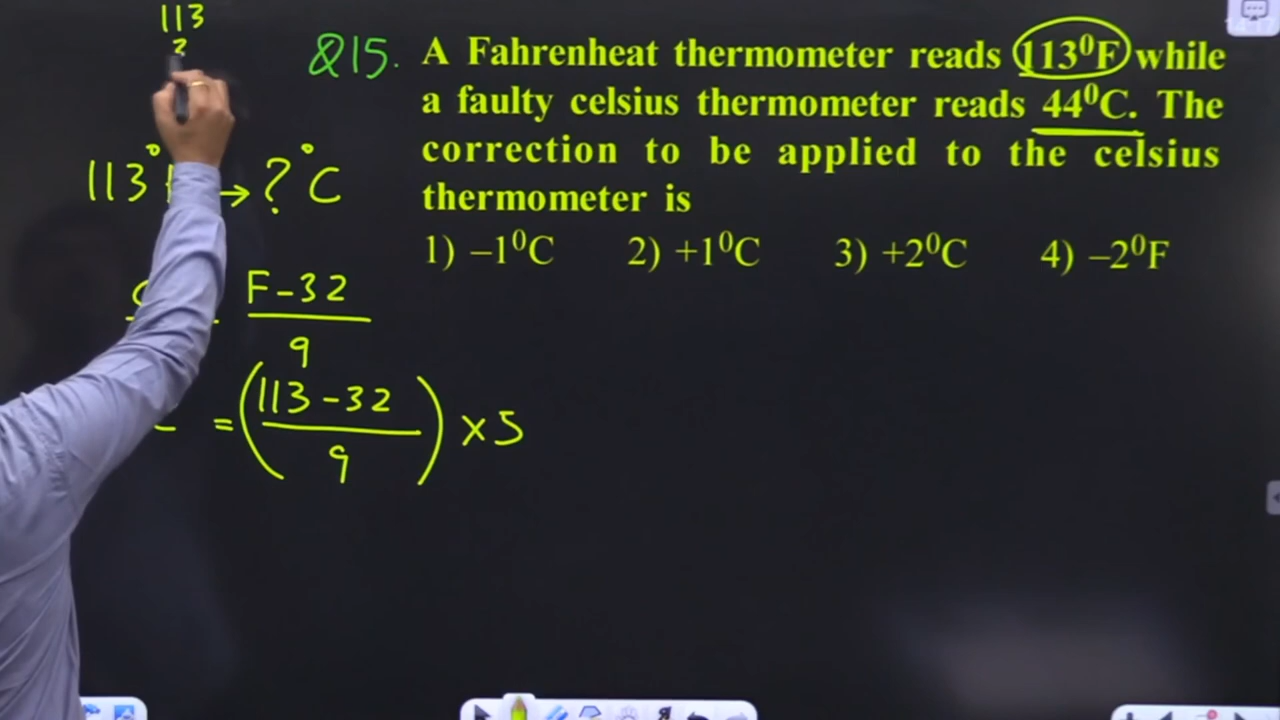 113
Q15. A Fahrenheat thermometer reads 113⁰F while
a faulty celsius thermometer reads 44⁰C. The
correction to be applied to the celsius
thermometer is
1) –1⁰C 2) +1⁰C 3) +2⁰C 4) –2⁰F
113° → ?°C
F-32
9
= (113-32
9) ×5